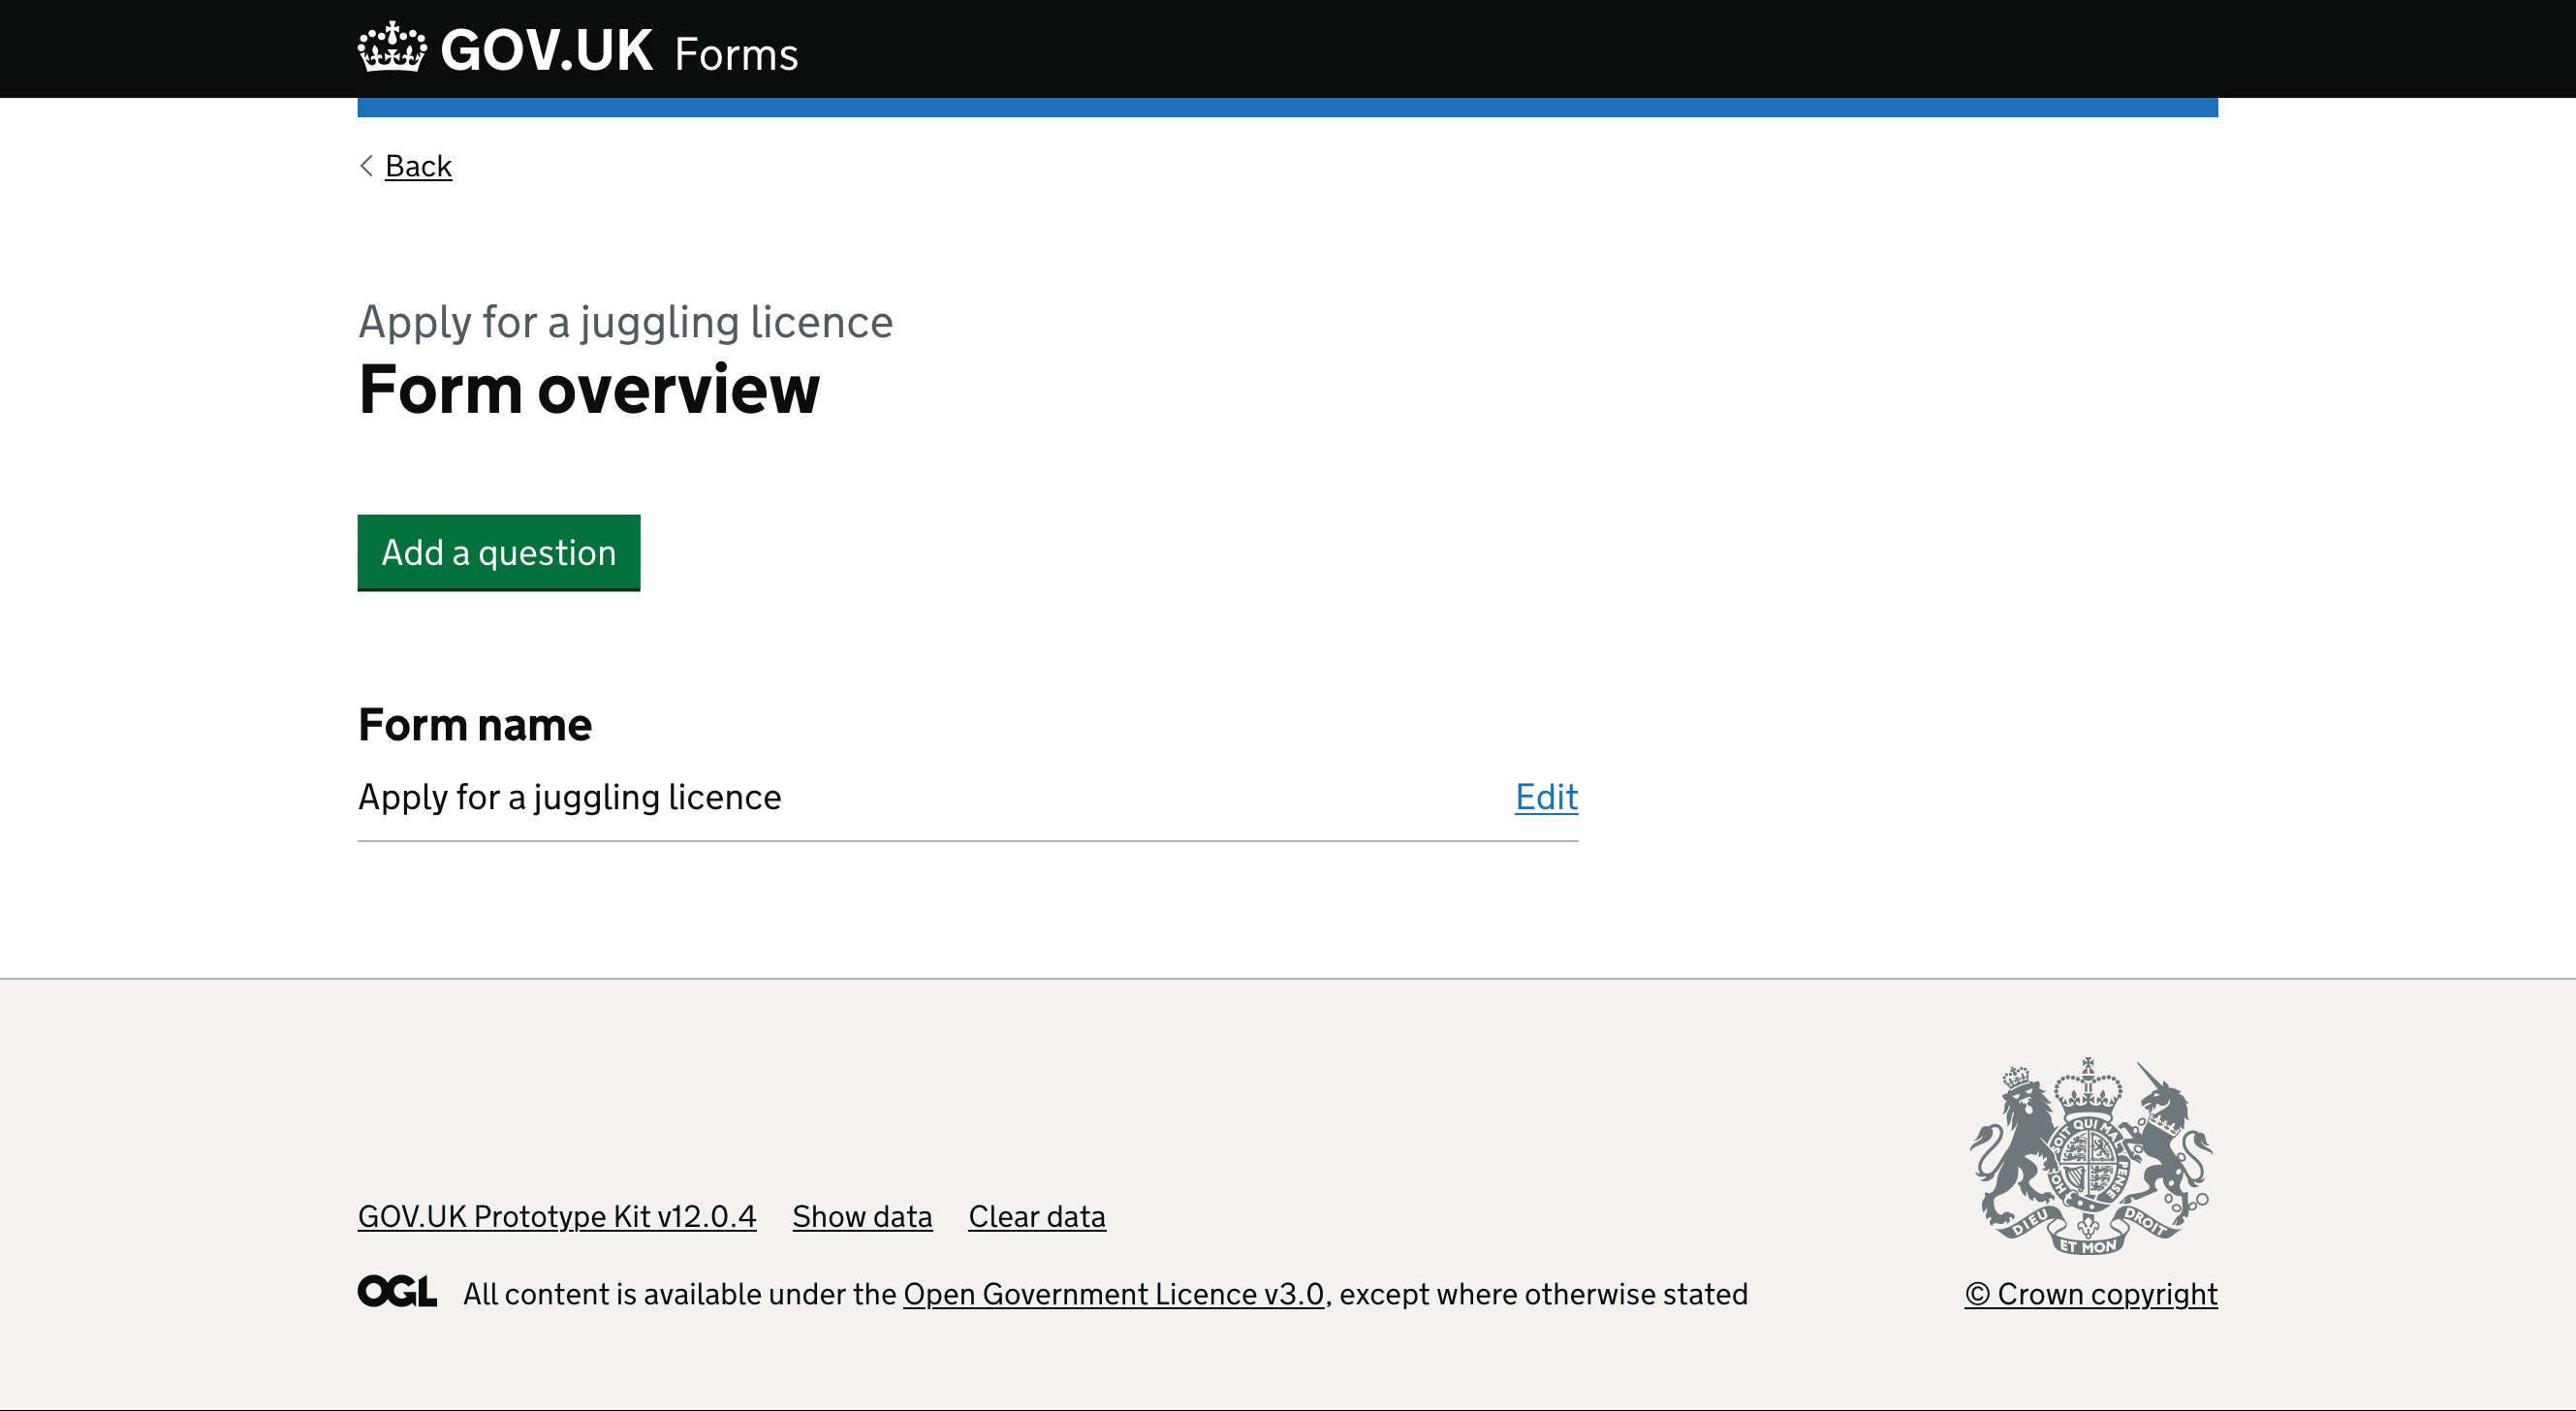 GOV.UK Forms
Back
Apply for a juggling licence
Form overview
Add a question
Form name
Apply for a juggling licence Edit
GOV.UK Prototype Kit v12.0.4 Show data Clear data
OGL All content is available under the Open Government Licence v3.0, except where otherwise stated
SOIT QUI MAL Y PENSE
HON
DIEU ET MON DROIT
© Crown copyright